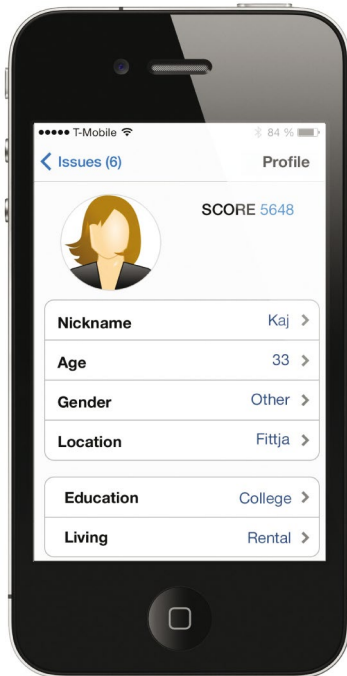 T-Mobile 84 %
Issues (6) Profile
SCORE 5648
Nickname Kaj
Age 33
Gender Other
Location Fittja
Education College
Living Rental